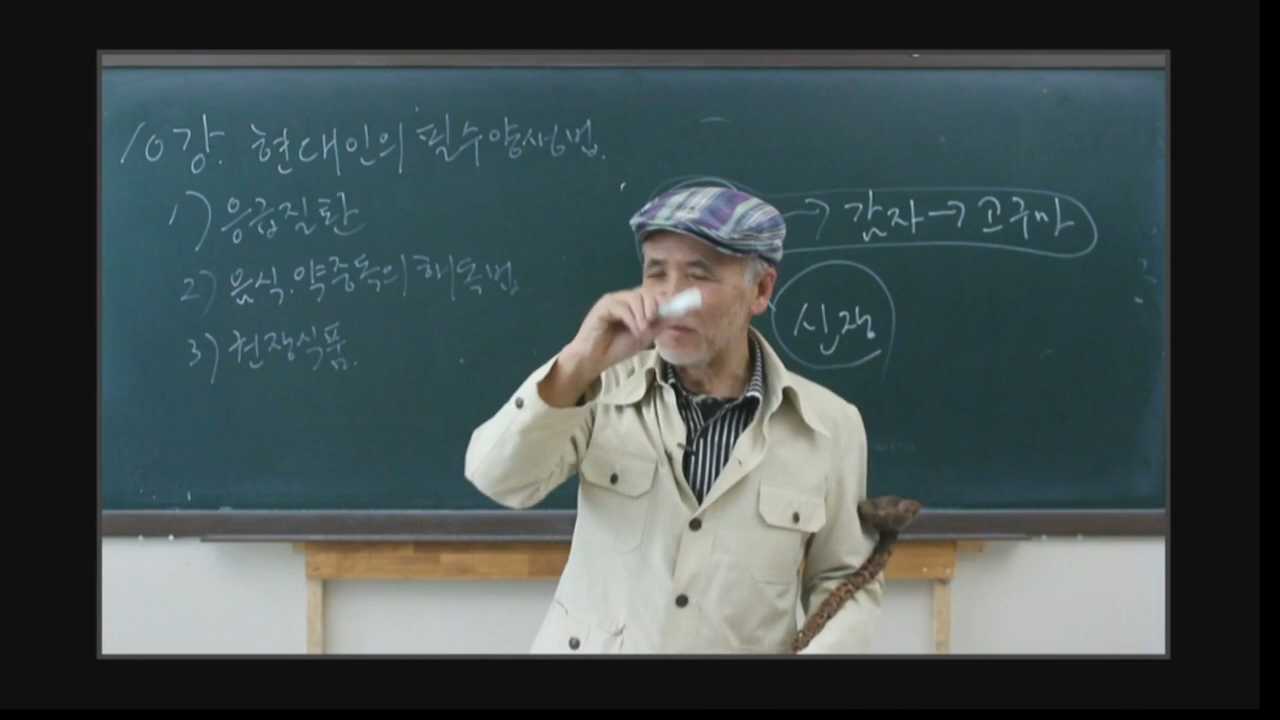 10강. 현대인의 필수양생법.
1) 응급질환
2) 음식.약중독의 해독법
3) 권장식품.
→ 감자 → 고구마
신장